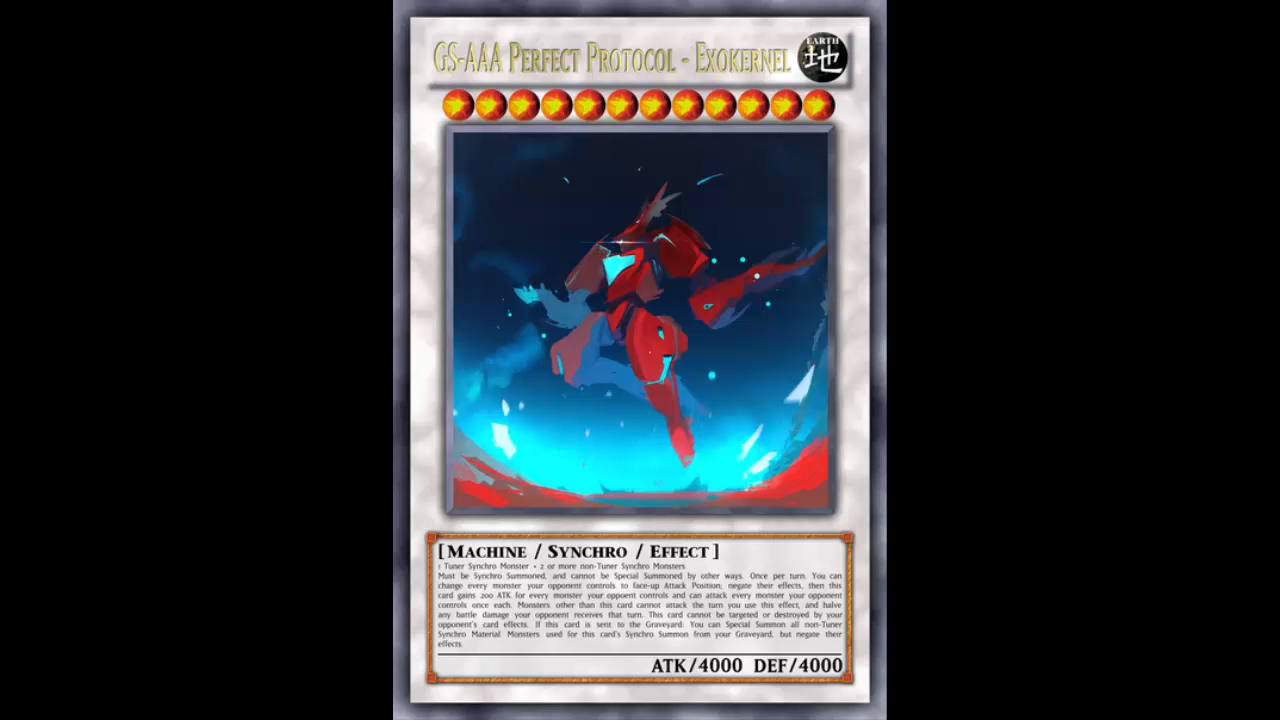 GS-AAA Perfect Protocol - Exokernel
EARTH
地
[ Machine / Synchro / Effect ]
1 Tuner Synchro Monster + 2 or more non-Tuner Synchro Monsters.
Must be Synchro Summoned, and cannot be Special Summoned by other ways. Once per turn: You can
change every monster your opponent controls to face-up Attack Position; negate their effects, then this
card gains 200 ATK for every monster your oppoent controls and can attack every monster your opponent
controls once each. Monsters other than this card cannot attack the turn you use this effect, and halve
any battle damage your opponent receives that turn. This card cannot be targeted or destroyed by your
opponent's card effects. If this card is sent to the Graveyard: You can Special Summon all non-Tuner
Synchro Material Monsters used for this card's Synchro Summon from your Graveyard, but negate their
effects.
ATK/4000 DEF/4000